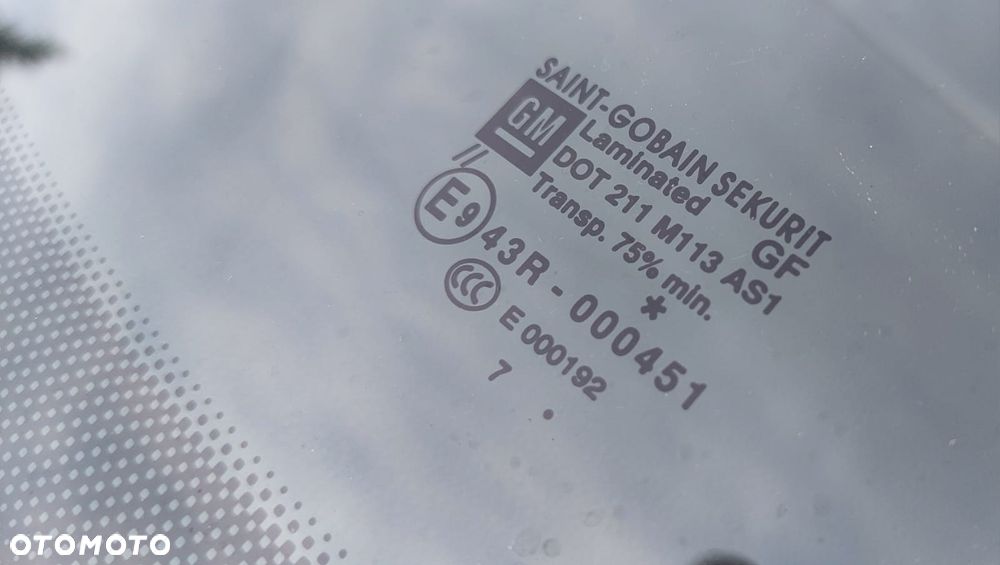 SAINT-GOBAIN SEKURIT
GM
Laminated GF
DOT 211 M113 AS1
Transp. 75% min.
//
E9 43R - 000451
*
CCC E 000192
7 .
OTOMOTO